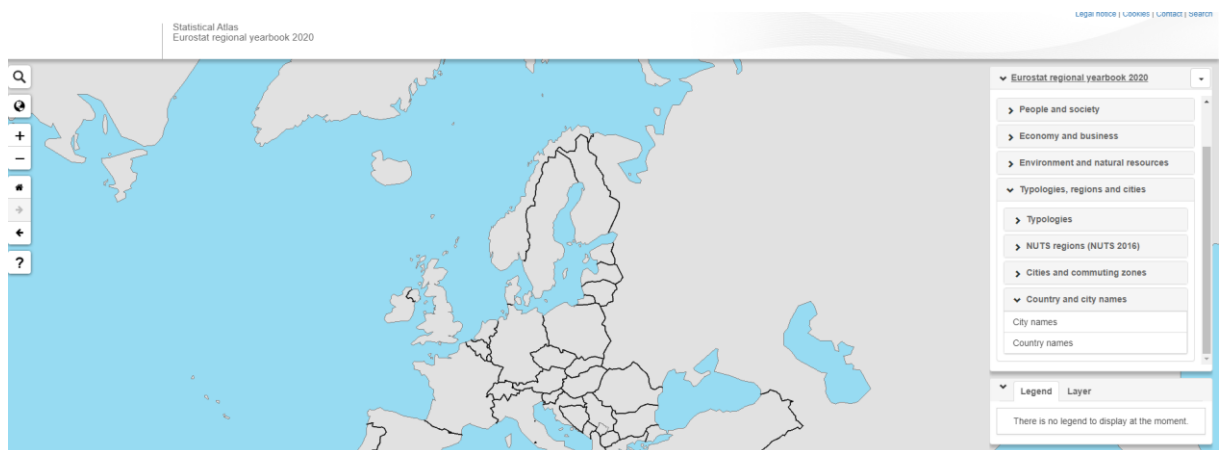 Legal notice | Cookies | Contact | Search
Statistical Atlas
Eurostat regional yearbook 2020
Eurostat regional yearbook 2020
People and society
Economy and business
Environment and natural resources
Typologies, regions and cities
Typologies
NUTS regions (NUTS 2016)
Cities and commuting zones
Country and city names
City names
Country names
Legend Layer
There is no legend to display at the moment.